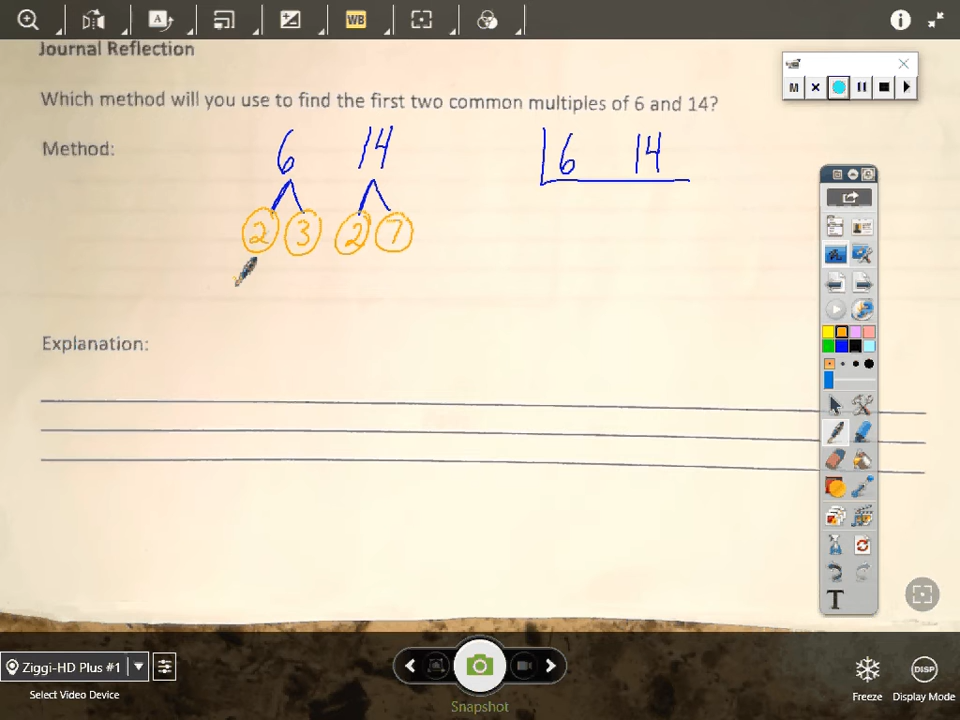 A
WB
Journal Reflection
M
Which method will you use to find the first two common multiples of 6 and 14?
Method:
6 14
6 14
2 3 2 7
Explanation:
T
Ziggi-HD Plus #1
DISP
Select Video Device
Freeze
Display Mode
Snapshot